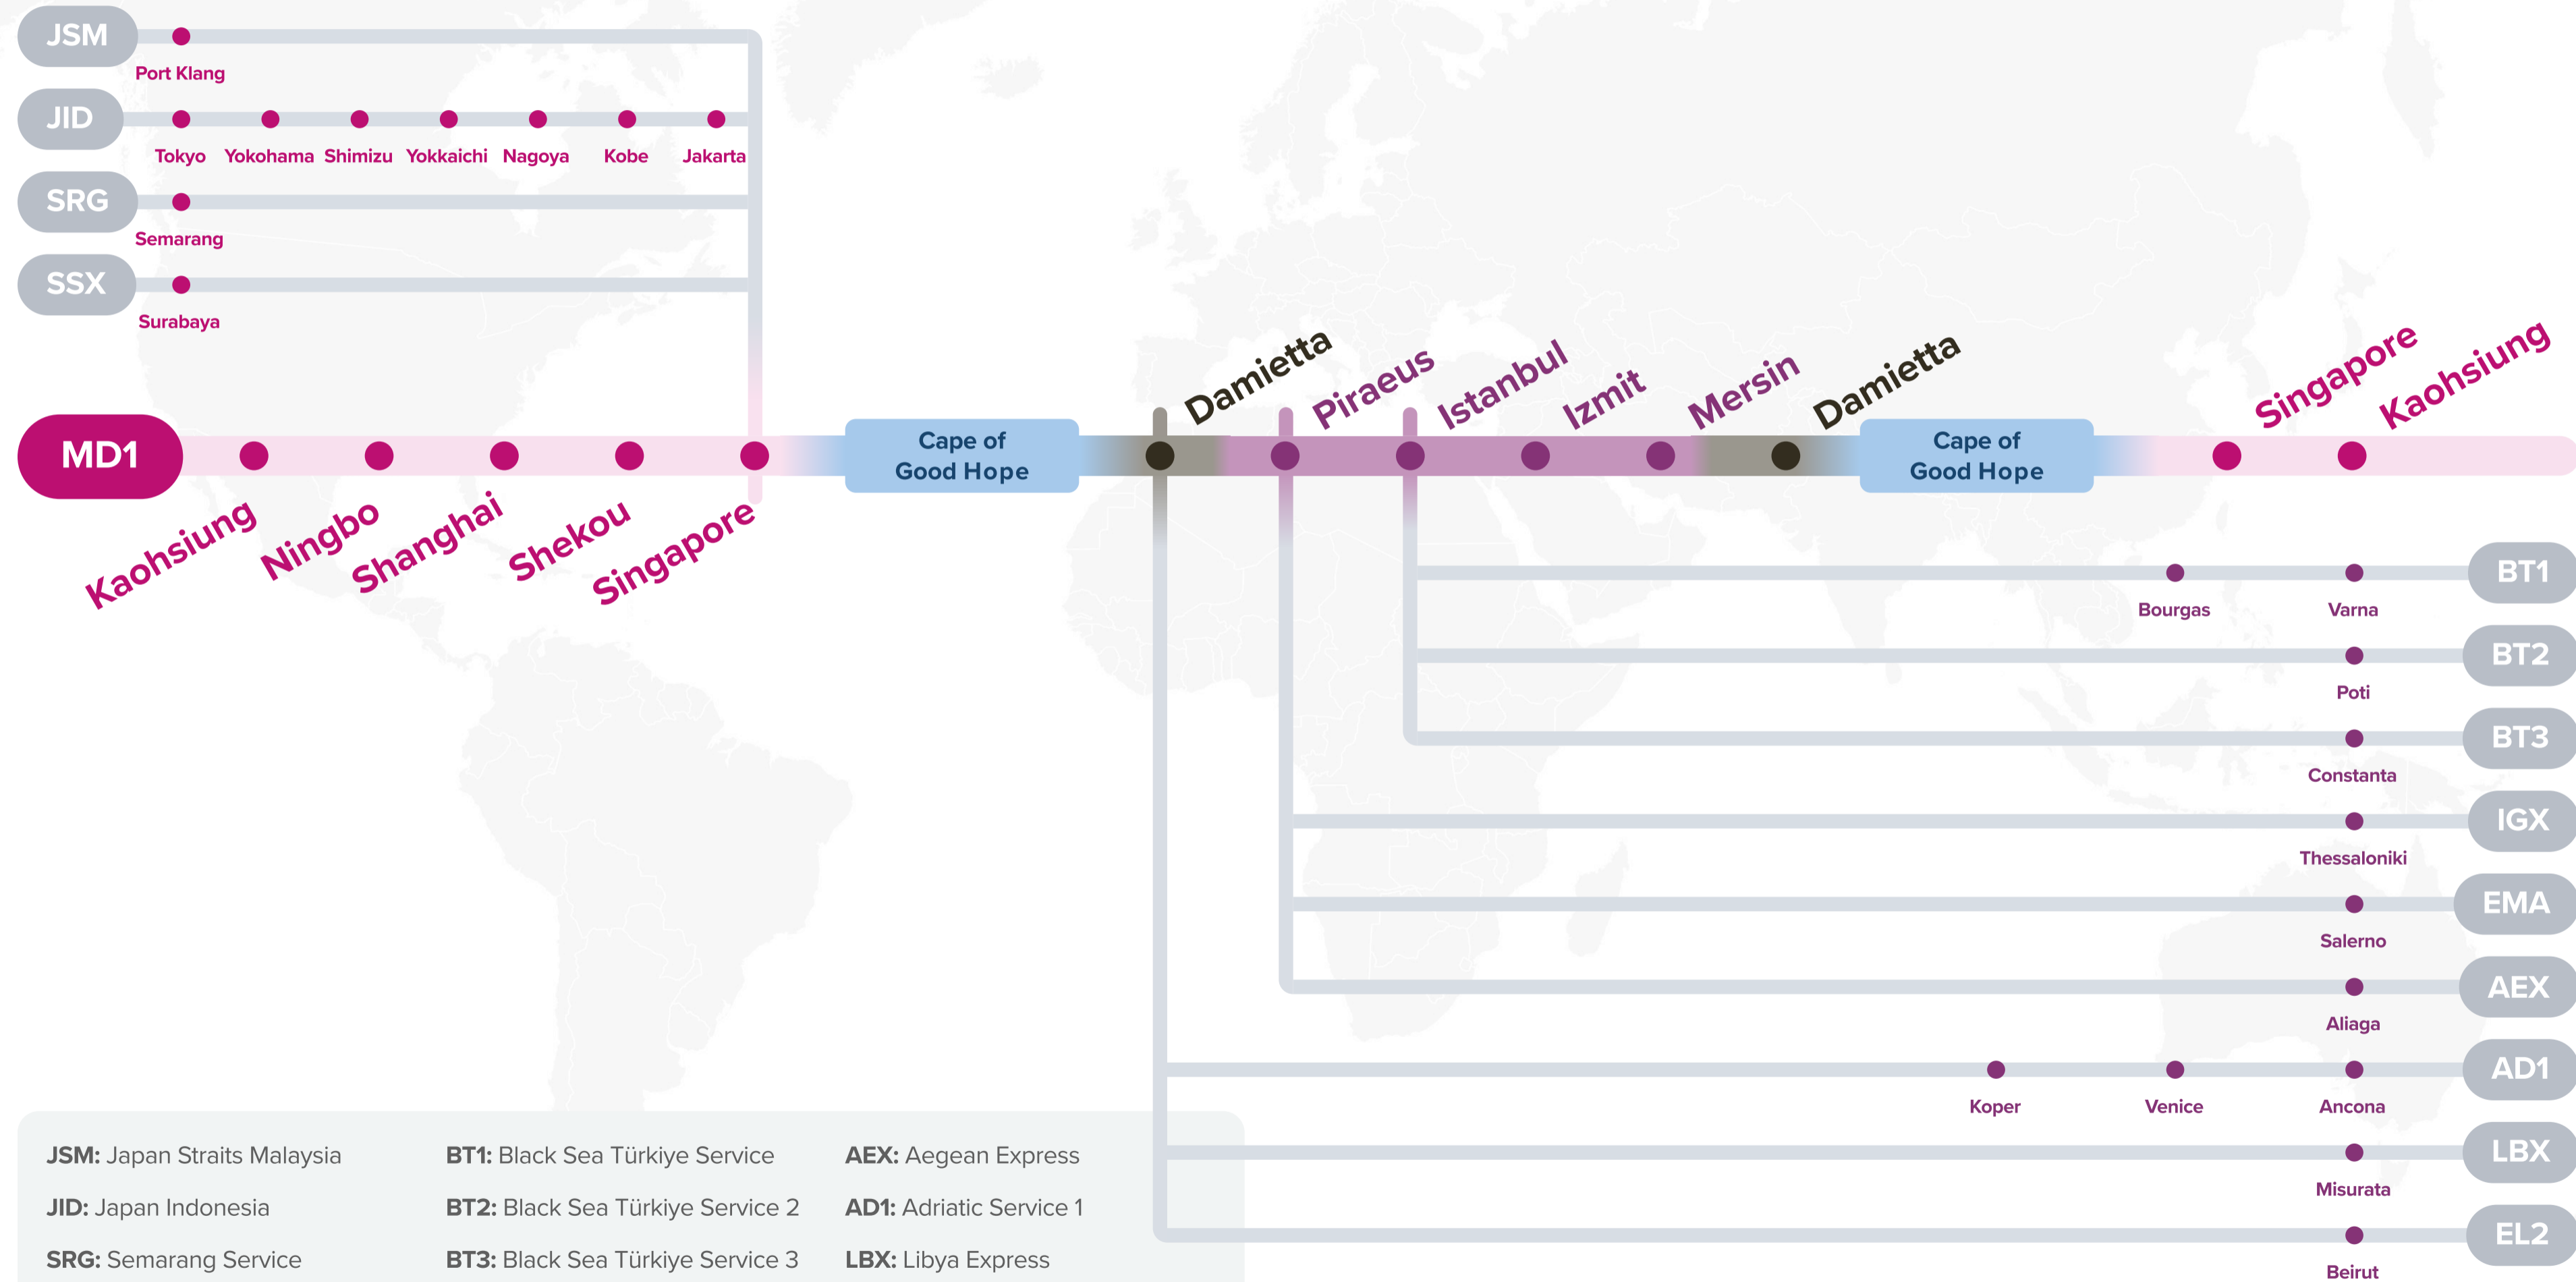 JSM
Port Klang
JID
Tokyo Yokohama Shimizu Yokkaichi Nagoya Kobe Jakarta
SRG
Semarang
SSX
Surabaya
MD1
Kaohsiung
Ningbo
Shanghai
Shekou
Singapore
Cape of
Good Hope
Damietta
Piraeus
Istanbul
Izmit
Mersin
Damietta
Cape of
Good Hope
Singapore
Kaohsiung
BT1
Bourgas Varna
BT2
Poti
BT3
Constanta
IGX
Thessaloniki
EMA
Salerno
AEX
Aliaga
AD1
Koper Venice Ancona
LBX
Misurata
EL2
Beirut
JSM: Japan Straits Malaysia
JID: Japan Indonesia
SRG: Semarang Service
BT1: Black Sea Türkiye Service
BT2: Black Sea Türkiye Service 2
BT3: Black Sea Türkiye Service 3
AEX: Aegean Express
AD1: Adriatic Service 1
LBX: Libya Express